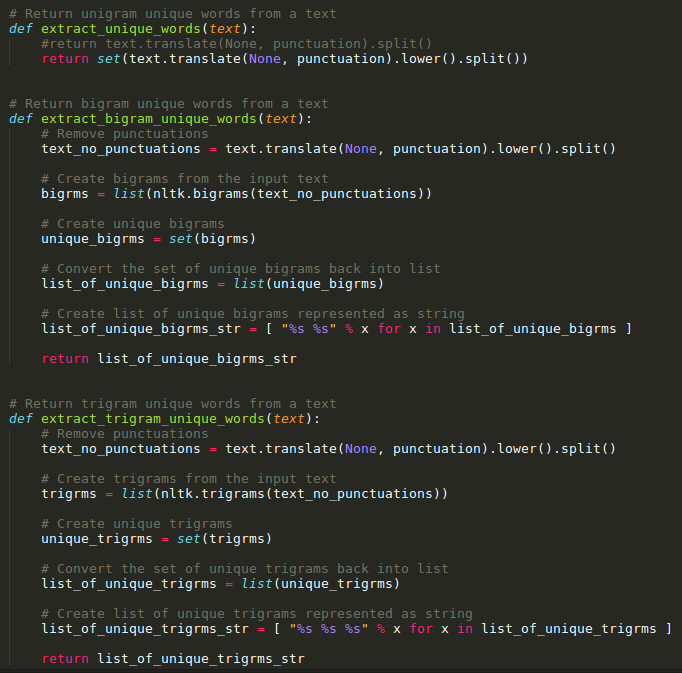 # Return unigram unique words from a text
def extract_unique_words(text):
    #return text.translate(None, punctuation).split()
    return set(text.translate(None, punctuation).lower().split())
# Return bigram unique words from a text
def extract_bigram_unique_words(text):
    # Remove punctuations
    text_no_punctuations = text.translate(None, punctuation).lower().split()
    # Create bigrams from the input text
    bigrms = list(nltk.bigrams(text_no_punctuations))
    # Create unique bigrams
    unique_bigrms = set(bigrms)
    # Convert the set of unique bigrams back into list
    list_of_unique_bigrms = list(unique_bigrms)
    # Create list of unique bigrams represented as string
    list_of_unique_bigrms_str = [ "%s %s" % x for x in list_of_unique_bigrms ]
    return list_of_unique_bigrms_str
# Return trigram unique words from a text
def extract_trigram_unique_words(text):
    # Remove punctuations
    text_no_punctuations = text.translate(None, punctuation).lower().split()
    # Create trigrams from the input text
    trigrms = list(nltk.trigrams(text_no_punctuations))
    # Create unique trigrams
    unique_trigrms = set(trigrms)
    # Convert the set of unique trigrams back into list
    list_of_unique_trigrms = list(unique_trigrms)
    # Create list of unique trigrams represented as string
    list_of_unique_trigrms_str = [ "%s %s %s" % x for x in list_of_unique_trigrms ]
    return list_of_unique_trigrms_str